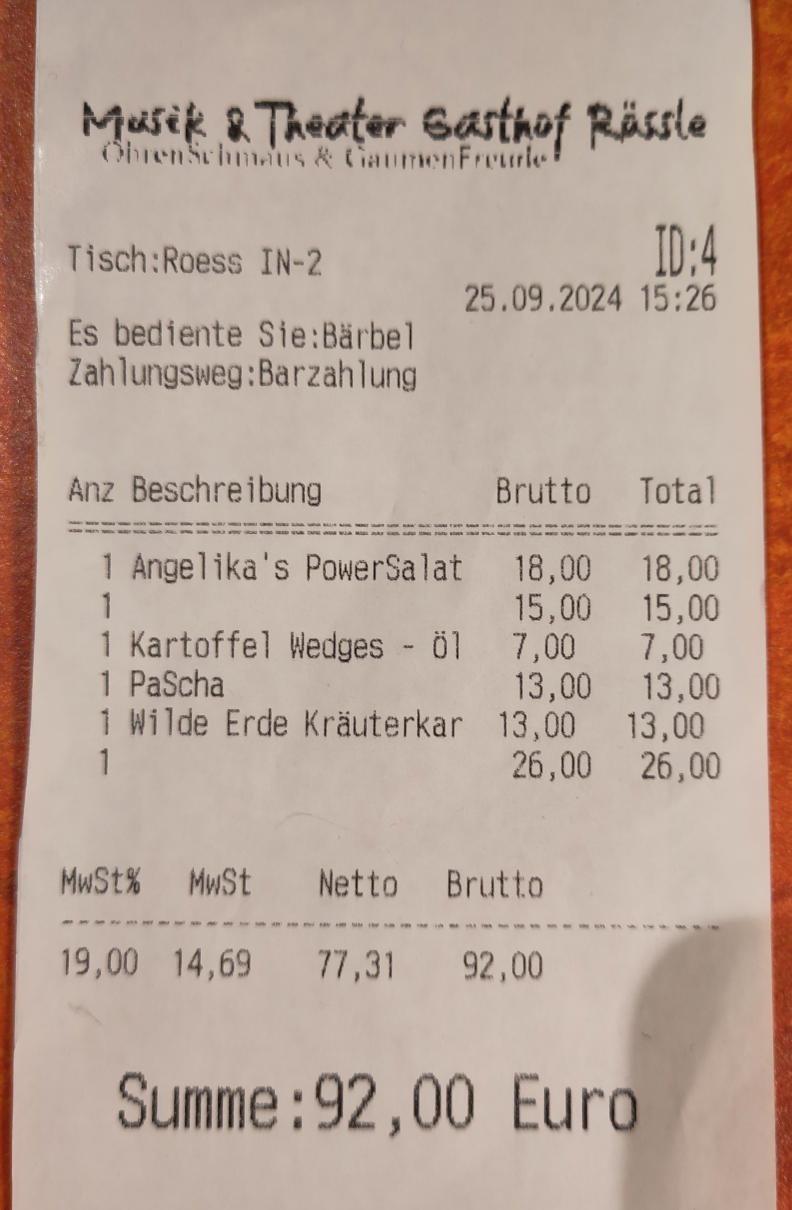 Musik & Theater Gasthof Rössle
OhrenSchmaus & GaumenFreude
Tisch:Roess IN-2 ID:4
25.09.2024 15:26
Es bediente Sie:Bärbel
Zahlungsweg:Barzahlung
Anz Beschreibung Brutto Total
1 Angelika's PowerSalat 18,00 18,00
1 15,00 15,00
1 Kartoffel Wedges - Öl 7,00 7,00
1 PaScha 13,00 13,00
1 Wilde Erde Kräuterkar 13,00 13,00
1 26,00 26,00
MwSt% MwSt Netto Brutto
19,00 14,69 77,31 92,00
Summe:92,00 Euro